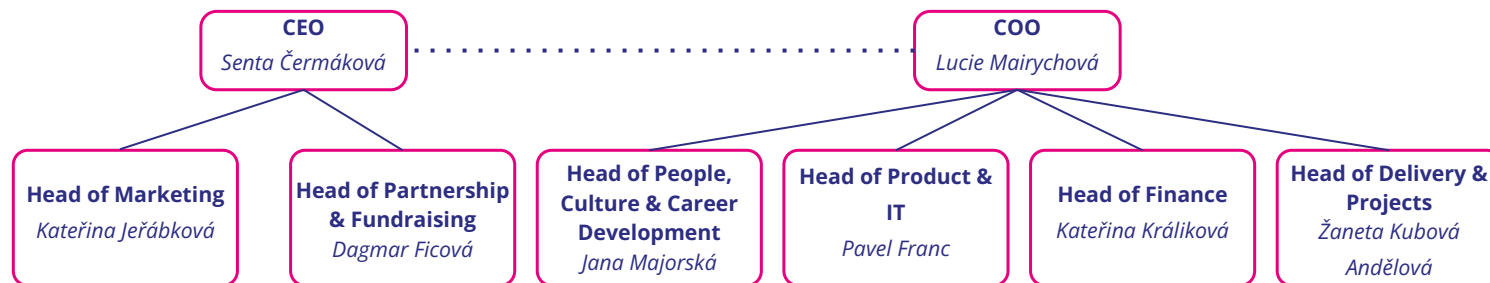 CEO
Senta Čermáková
COO
Lucie Mairychová
Head of Marketing
Kateřina Jeřábková
Head of Partnership
& Fundraising
Dagmar Ficová
Head of People,
Culture & Career
Development
Jana Majorská
Head of Product &
IT
Pavel Franc
Head of Finance
Kateřina Králiková
Head of Delivery &
Projects
Žaneta Kubová
Andělová